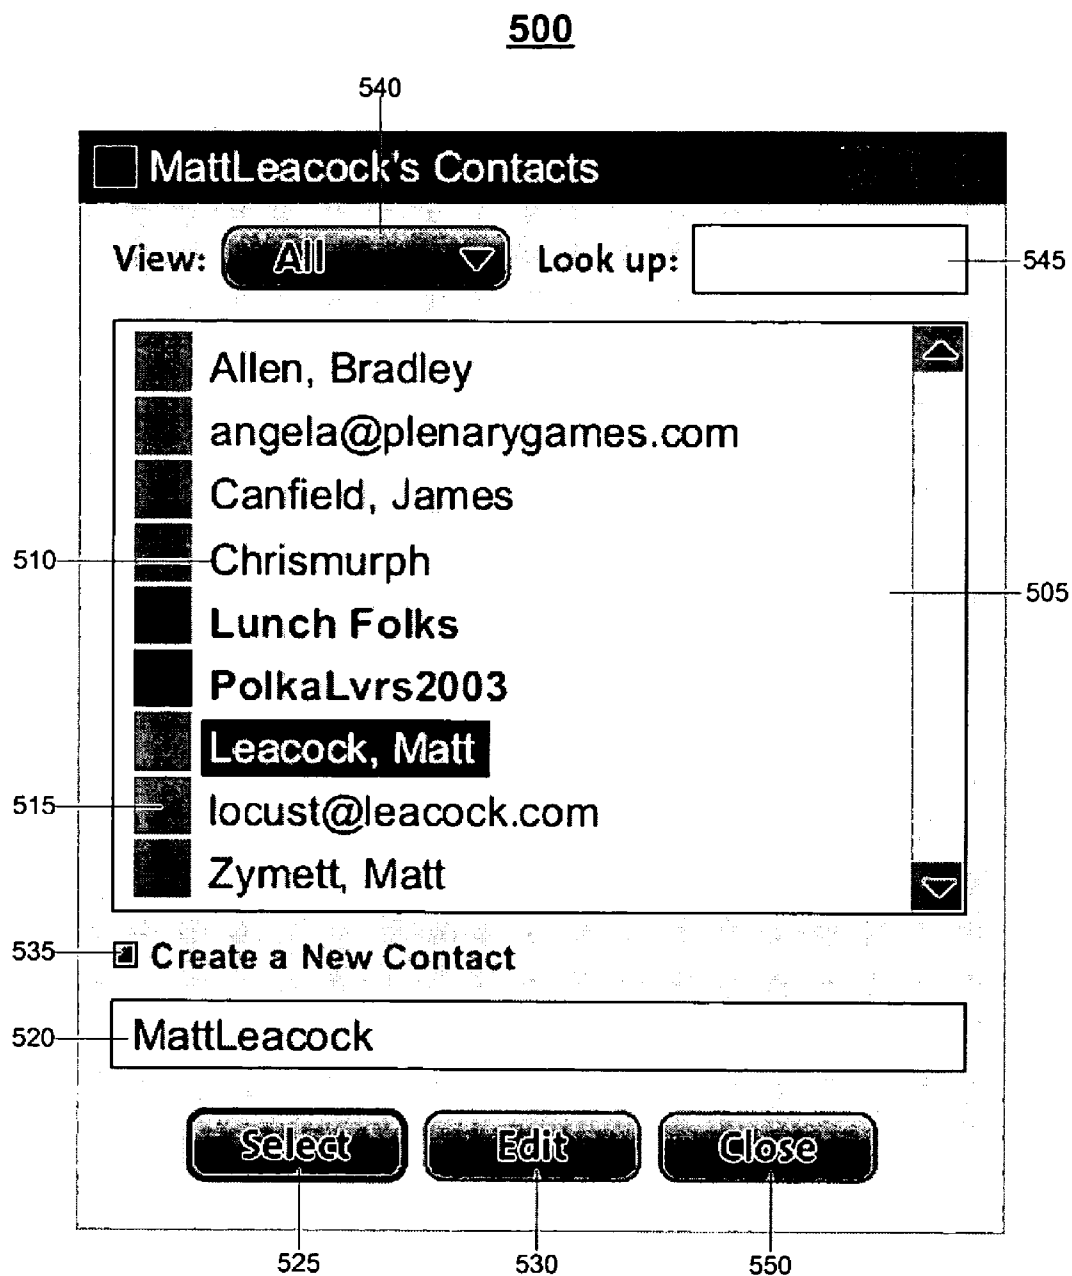 500
540
MattLeacock's Contacts
View: All Look up: 545
Allen, Bradley
angela@plenarygames.com
Canfield, James
510 Chrismurph
505
Lunch Folks
PolkaLvrs2003
Leacock, Matt
515 locust@leacock.com
Zymett, Matt
535 Create a New Contact
520 MattLeacock
Select Edit Close
525 530 550